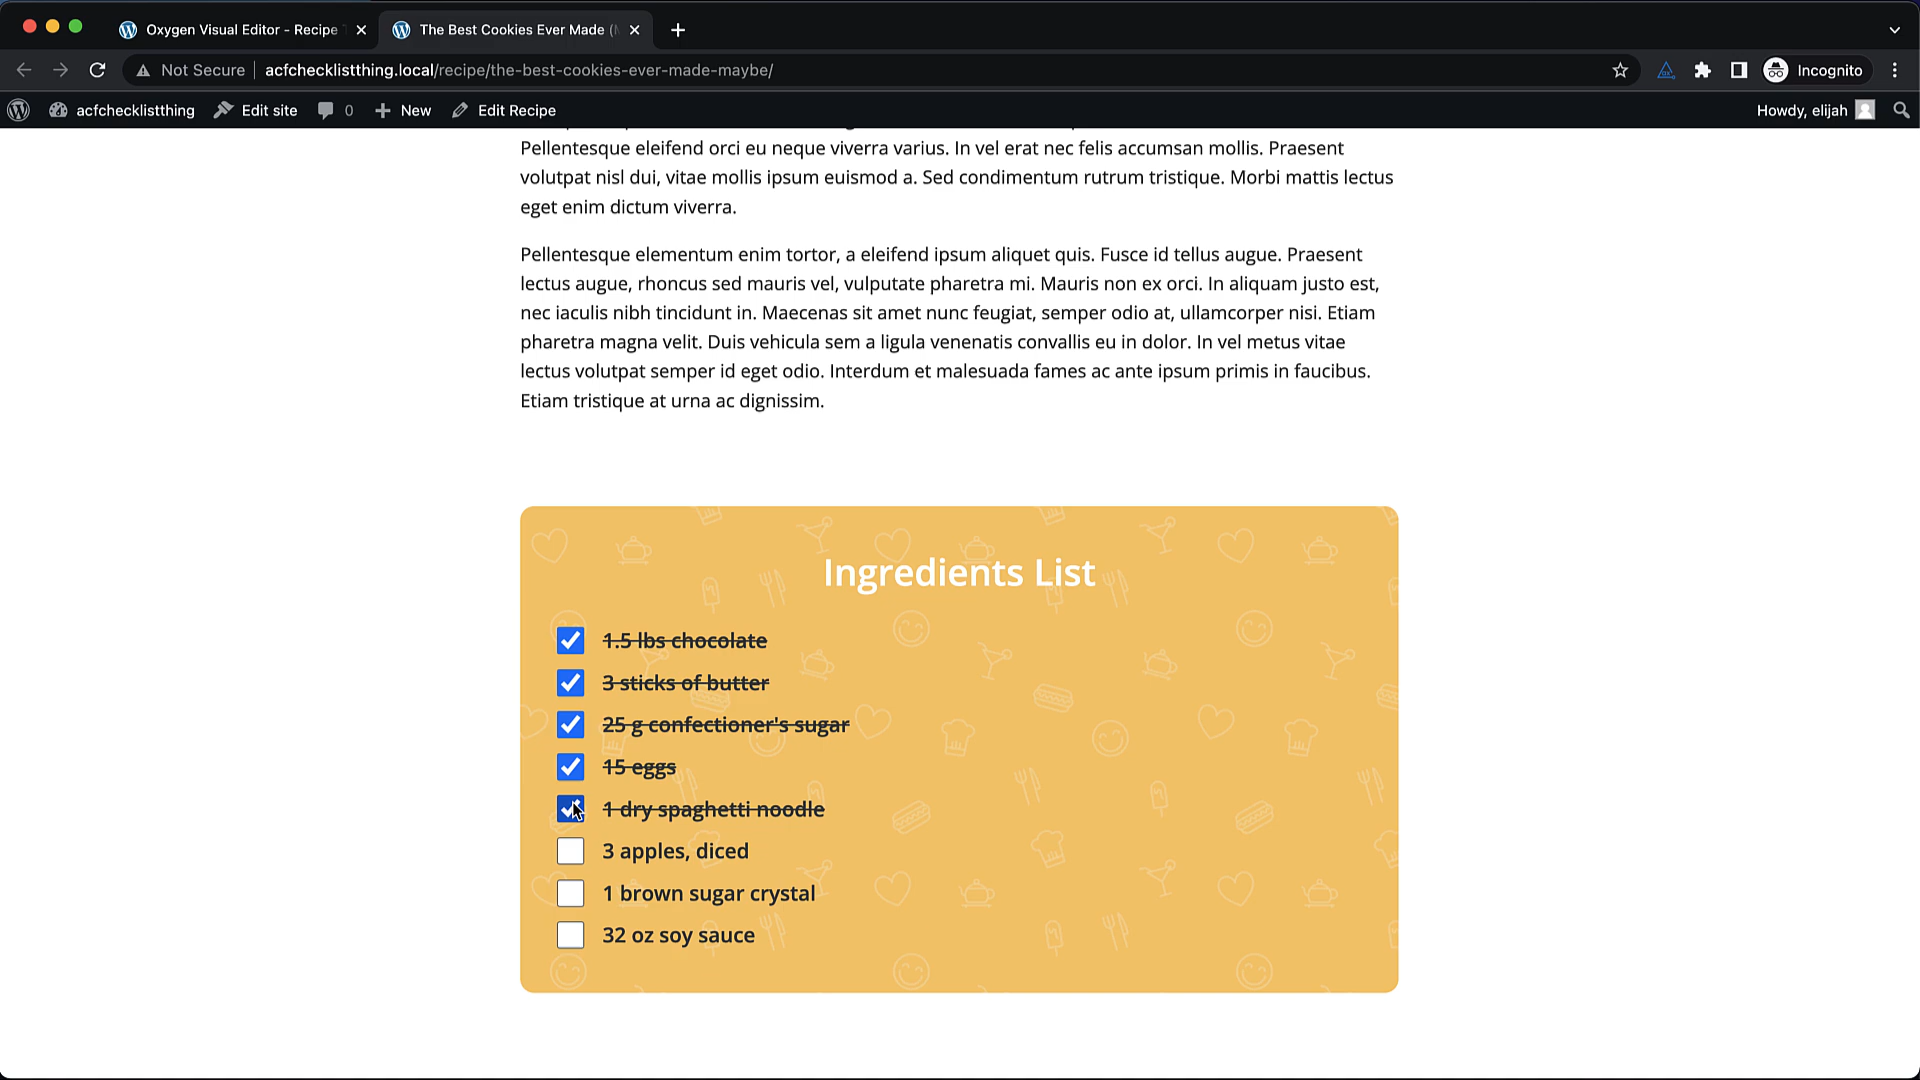 Oxygen Visual Editor - Recipe
The Best Cookies Ever Made (
Not Secure
acfchecklistthing.local/recipe/the-best-cookies-ever-made-maybe/
Incognito
acfchecklistthing
Edit site
0
New
Edit Recipe
Howdy, elijah
Pellentesque eleifend orci eu neque viverra varius. In vel erat nec felis accumsan mollis. Praesent
volutpat nisl dui, vitae mollis ipsum euismod a. Sed condimentum rutrum tristique. Morbi mattis lectus
eget enim dictum viverra.
Pellentesque elementum enim tortor, a eleifend ipsum aliquet quis. Fusce id tellus augue. Praesent
lectus augue, rhoncus sed mauris vel, vulputate pharetra mi. Mauris non ex orci. In aliquam justo est,
nec iaculis nibh tincidunt in. Maecenas sit amet nunc feugiat, semper odio at, ullamcorper nisi. Etiam
pharetra magna velit. Duis vehicula sem a ligula venenatis convallis eu in dolor. In vel metus vitae
lectus volutpat semper id eget odio. Interdum et malesuada fames ac ante ipsum primis in faucibus.
Etiam tristique at urna ac dignissim.
Ingredients List
1.5 lbs chocolate
3 sticks of butter
25 g confectioner's sugar
15 eggs
1 dry spaghetti noodle
3 apples, diced
1 brown sugar crystal
32 oz soy sauce